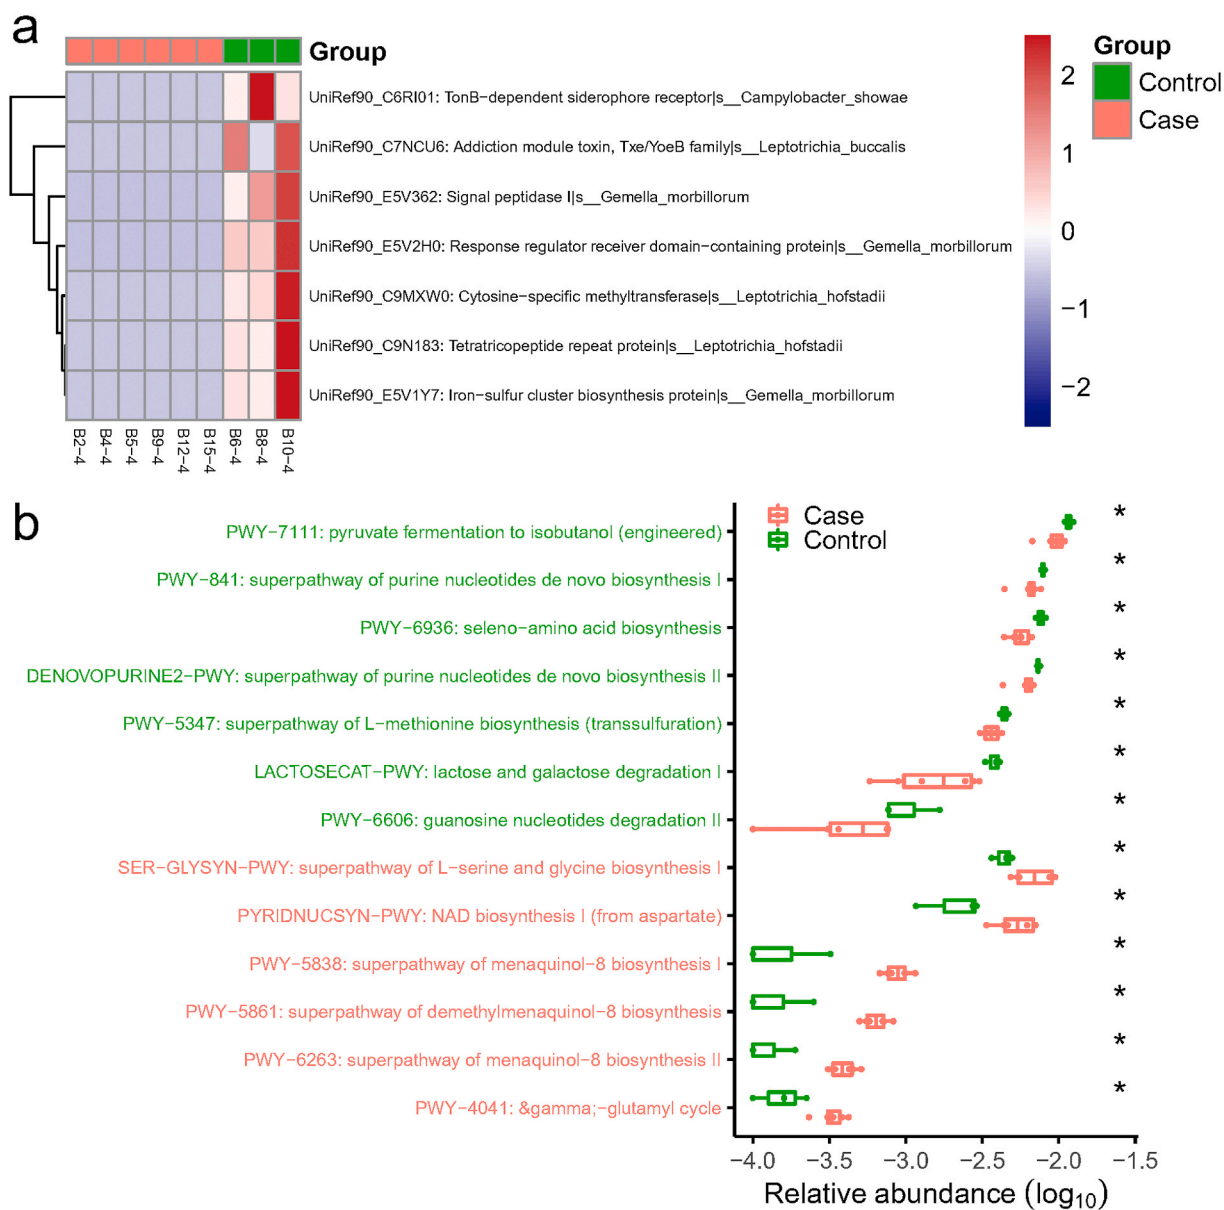 a
Group
UniRef90_C6RI01: TonB−dependent siderophore receptor|s__Campylobacter_showae
UniRef90_C7NCU6: Addiction module toxin, Txe/YoeB family|s__Leptotrichia_buccalis
UniRef90_E5V362: Signal peptidase I|s__Gemella_morbillorum
UniRef90_E5V2H0: Response regulator receiver domain−containing protein|s__Gemella_morbillorum
UniRef90_C9MXW0: Cytosine−specific methyltransferase|s__Leptotrichia_hofstadii
UniRef90_C9N183: Tetratricopeptide repeat protein|s__Leptotrichia_hofstadii
UniRef90_E5V1Y7: Iron−sulfur cluster biosynthesis protein|s__Gemella_morbillorum
B2−4 B4−4 B5−4 B9−4 B12−4 B15−4 B6−4 B8−4 B10−4
2
1
0
−1
−2
Group
Control
Case
b
Case
Control
PWY−7111: pyruvate fermentation to isobutanol (engineered) *
PWY−841: superpathway of purine nucleotides de novo biosynthesis I *
PWY−6936: seleno−amino acid biosynthesis *
DENOVOPURINE2−PWY: superpathway of purine nucleotides de novo biosynthesis II *
PWY−5347: superpathway of L−methionine biosynthesis (transsulfuration) *
LACTOSECAT−PWY: lactose and galactose degradation I *
PWY−6606: guanosine nucleotides degradation II *
SER−GLYSYN−PWY: superpathway of L−serine and glycine biosynthesis I *
PYRIDNUCSYN−PWY: NAD biosynthesis I (from aspartate) *
PWY−5838: superpathway of menaquinol−8 biosynthesis I *
PWY−5861: superpathway of demethylmenaquinol−8 biosynthesis *
PWY−6263: superpathway of menaquinol−8 biosynthesis II *
PWY−4041: &gamma;−glutamyl cycle *
−4.0 −3.5 −3.0 −2.5 −2.0 −1.5
Relative abundance (log10)